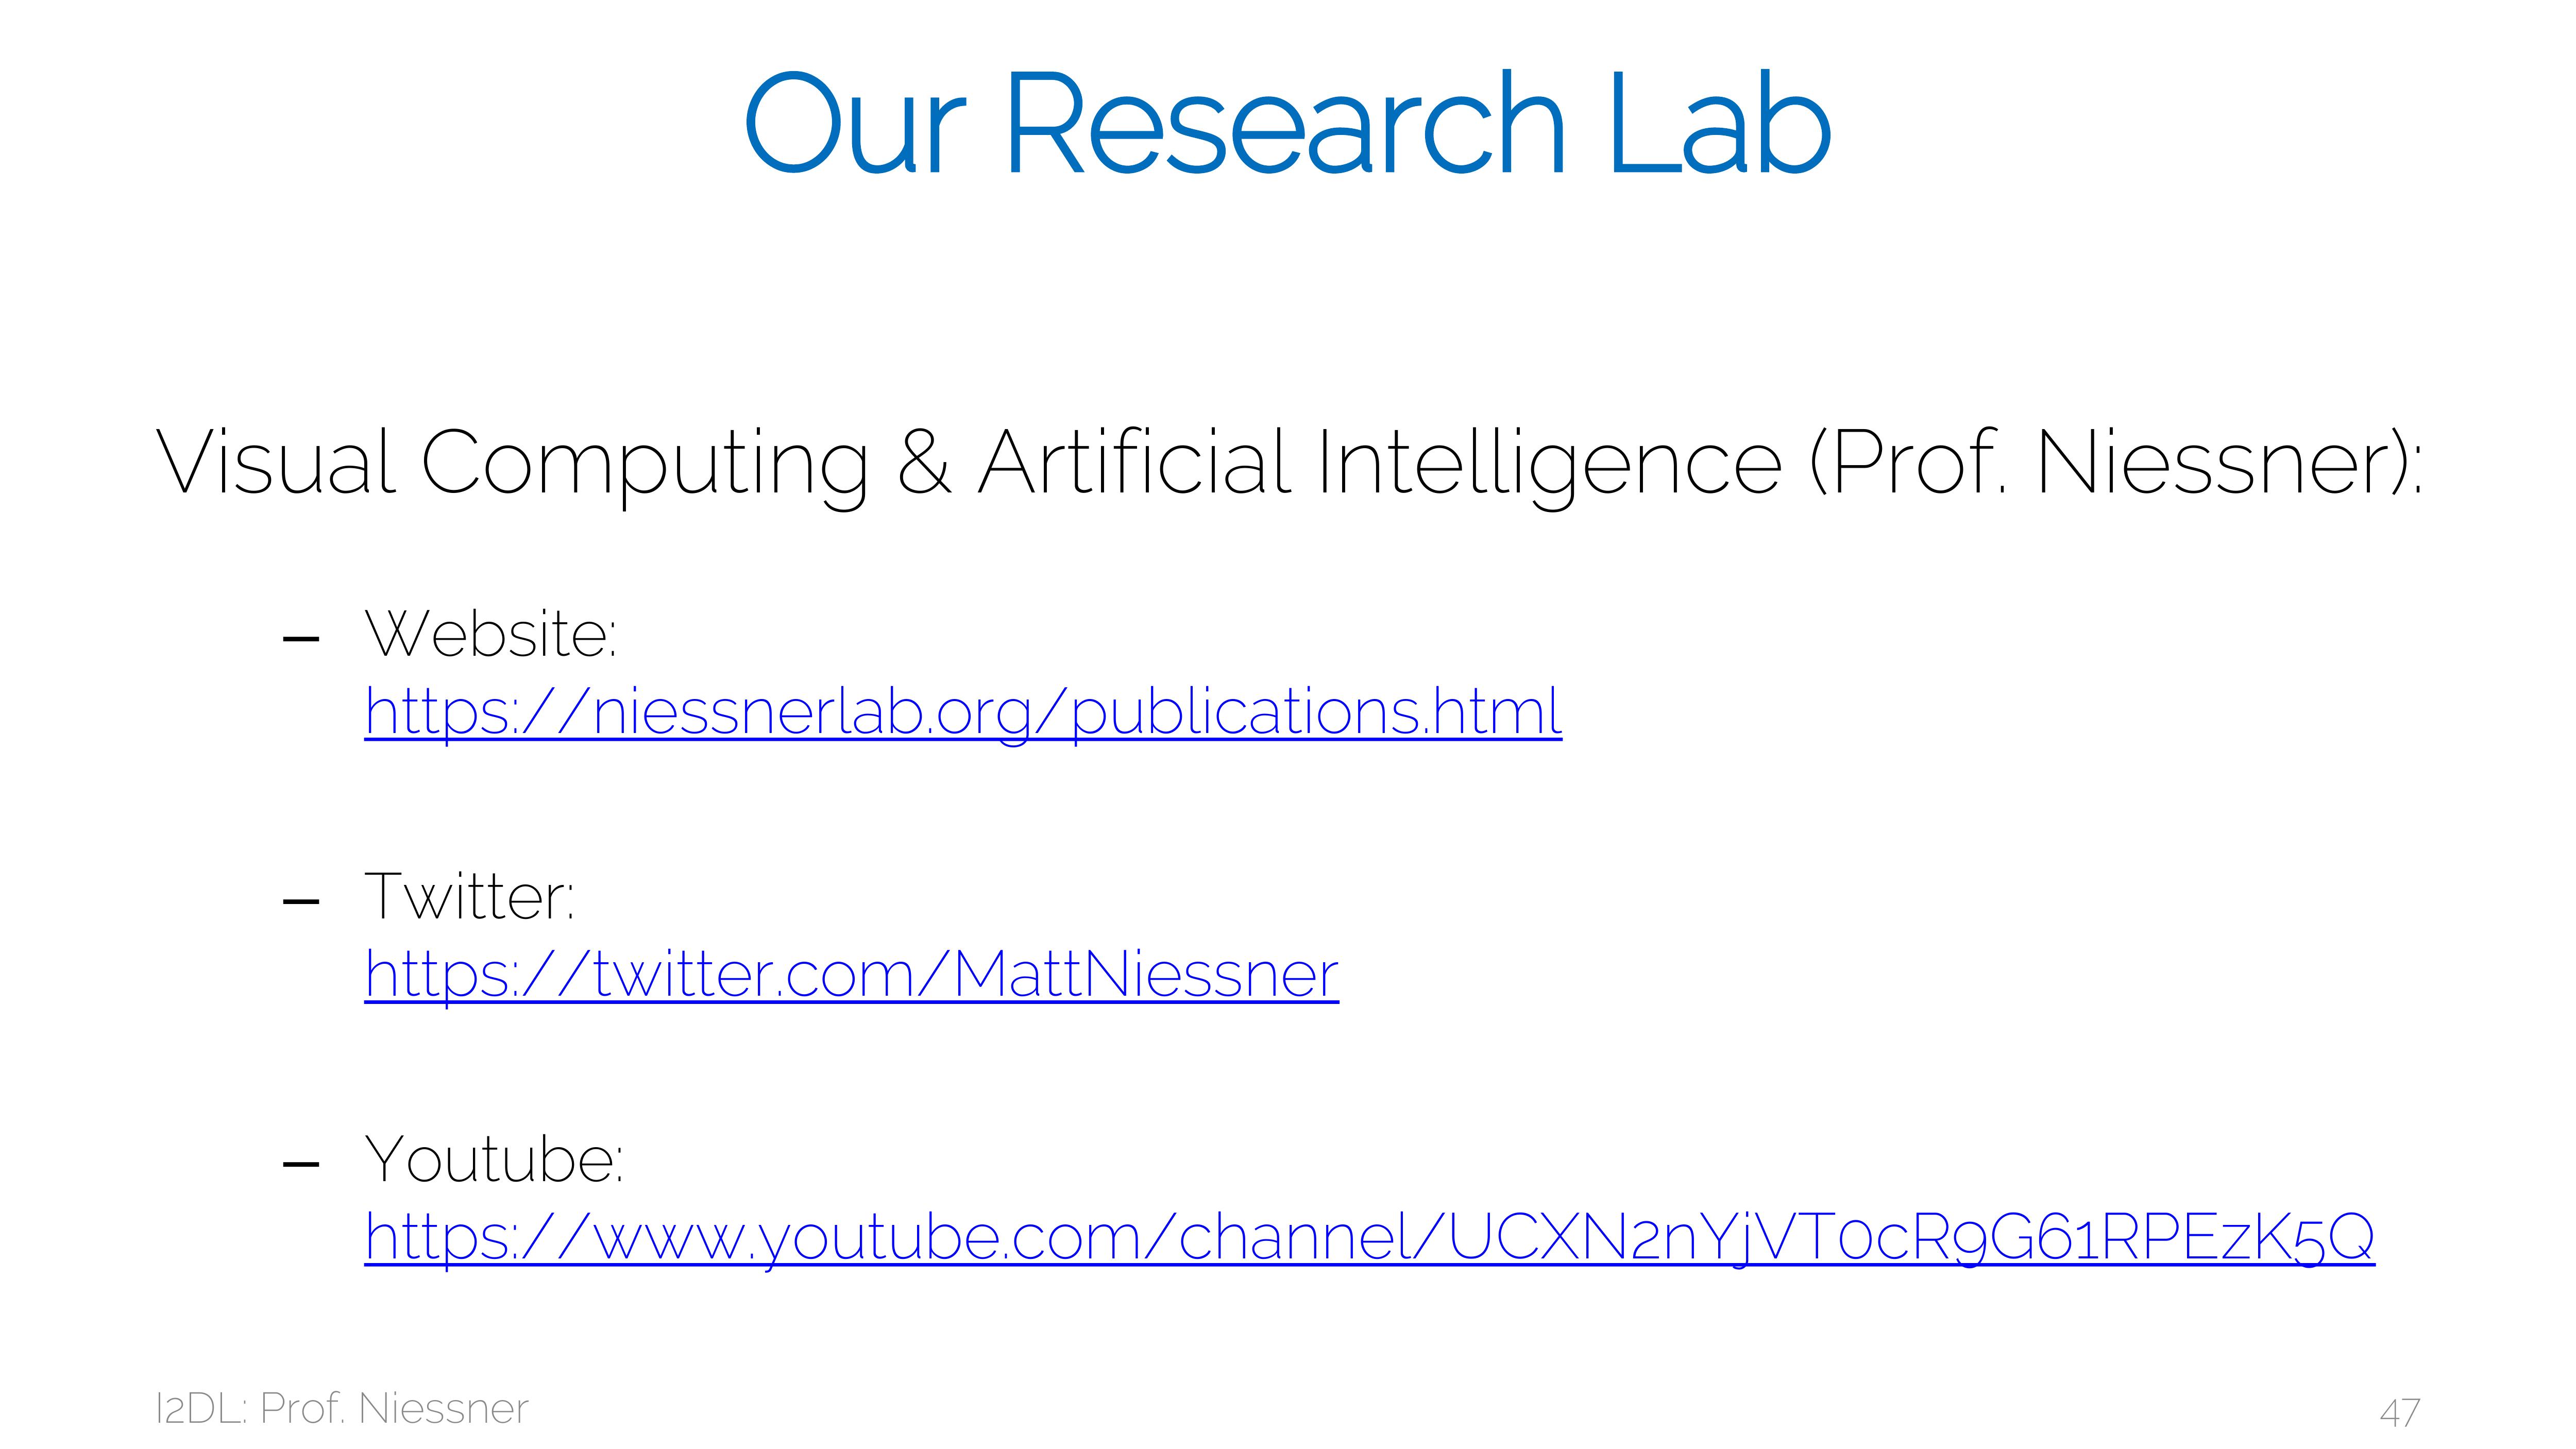 Our Research Lab
Visual Computing & Artificial Intelligence (Prof. Niessner):
– Website:
https://niessnerlab.org/publications.html
– Twitter:
https://twitter.com/MattNiessner
– Youtube:
https://www.youtube.com/channel/UCXN2nYjVT0cR9G61RPEzK5Q
I2DL: Prof. Niessner
47